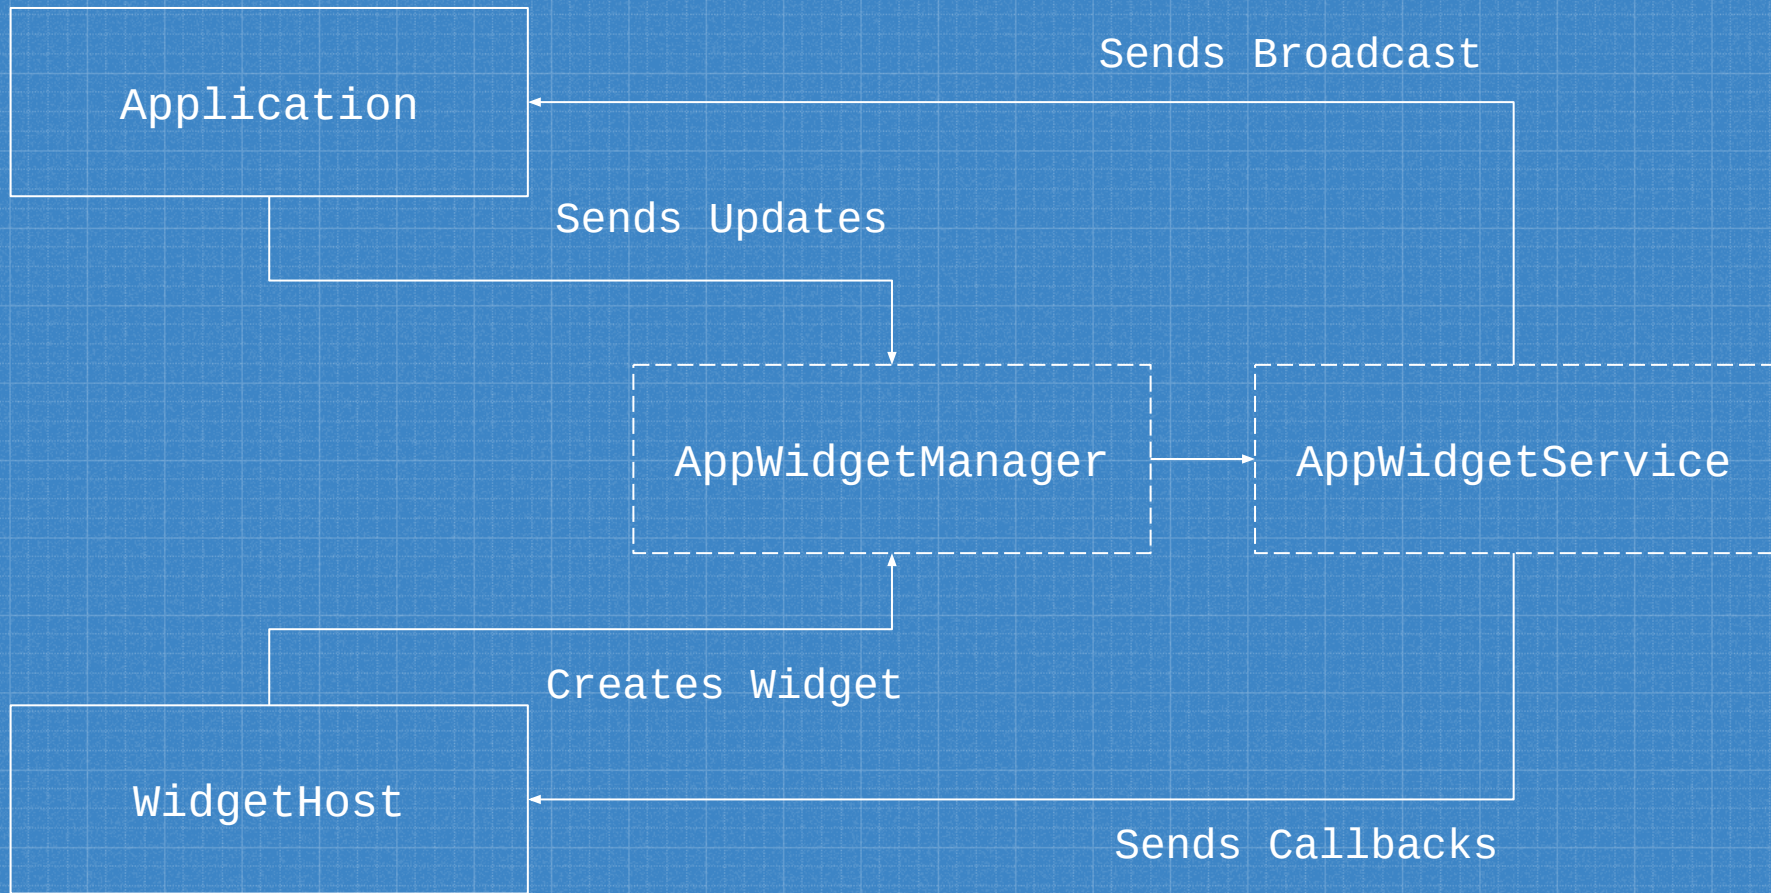 Sends Broadcast
Application
Sends Updates
AppWidgetManager
AppWidgetService
Creates Widget
WidgetHost
Sends Callbacks